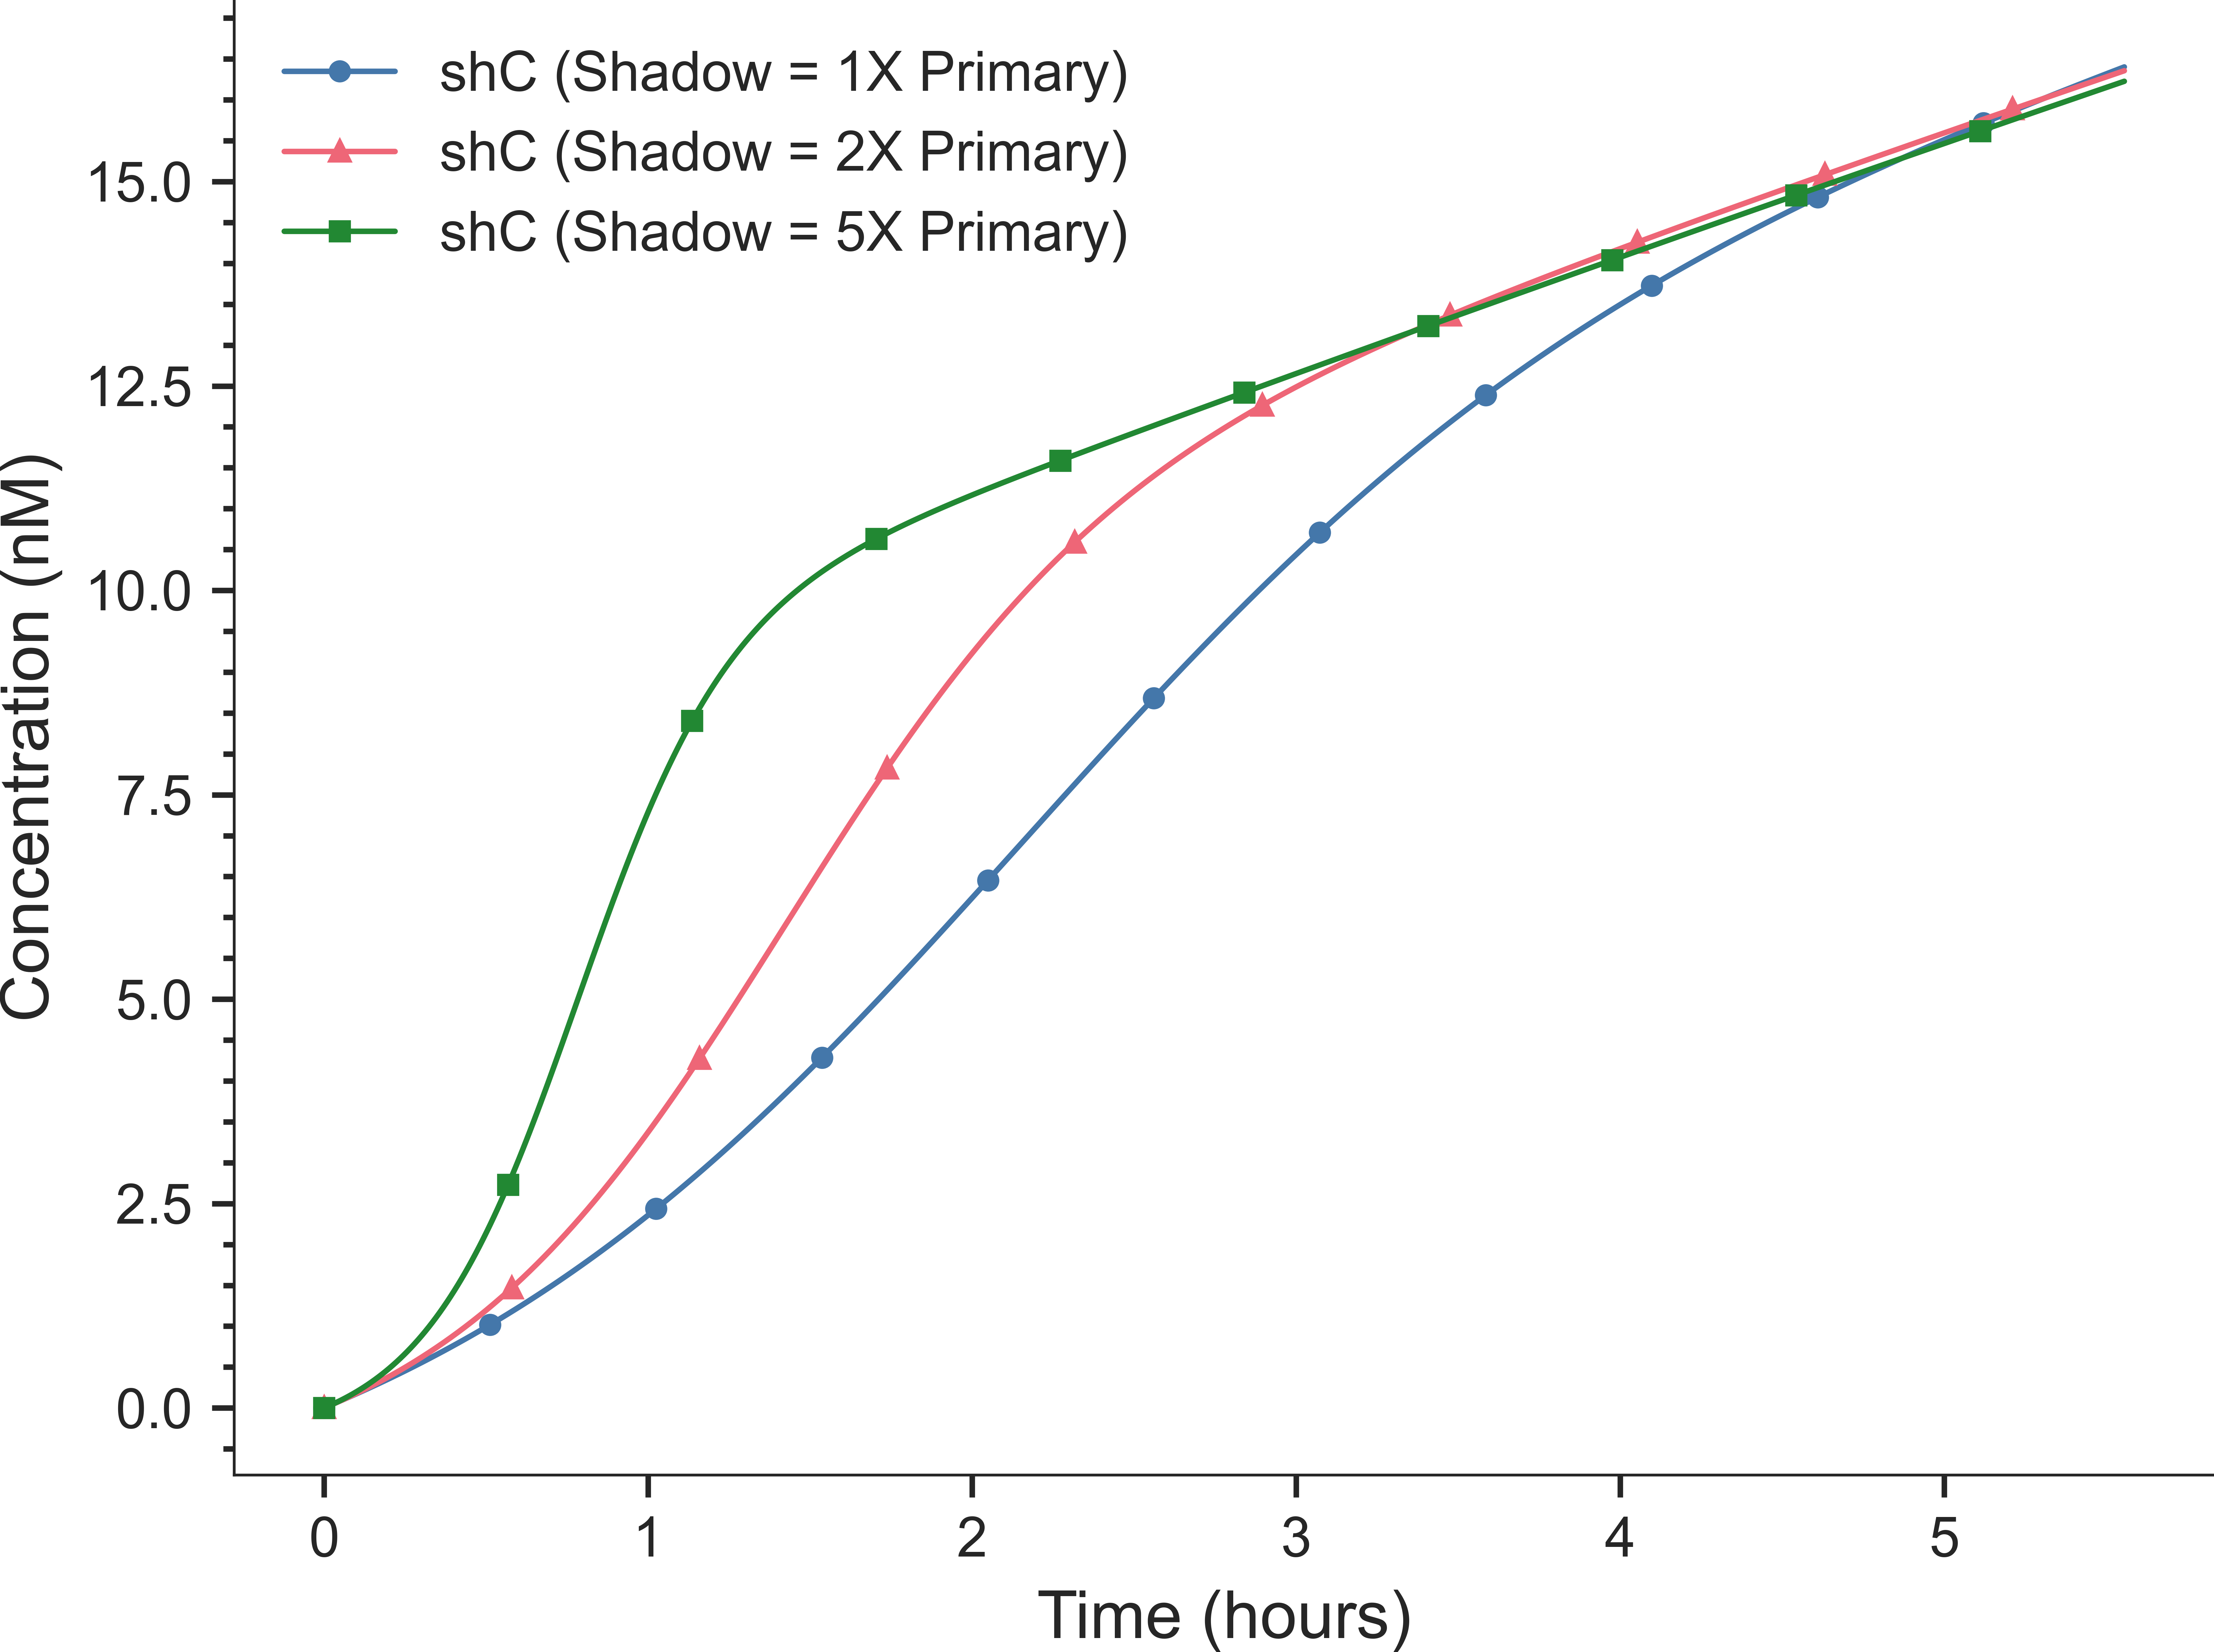 shC (Shadow = 1X Primary)
shC (Shadow = 2X Primary)
shC (Shadow = 5X Primary)
Concentration (nM)
15.0
12.5
10.0
7.5
5.0
2.5
0.0
0 1 2 3 4 5
Time (hours)